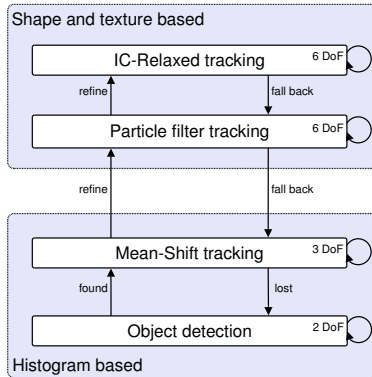 Shape and texture based
IC-Relaxed tracking 6 DoF
refine fall back
Particle filter tracking 6 DoF
refine fall back
Mean-Shift tracking 3 DoF
found lost
Object detection 2 DoF
Histogram based